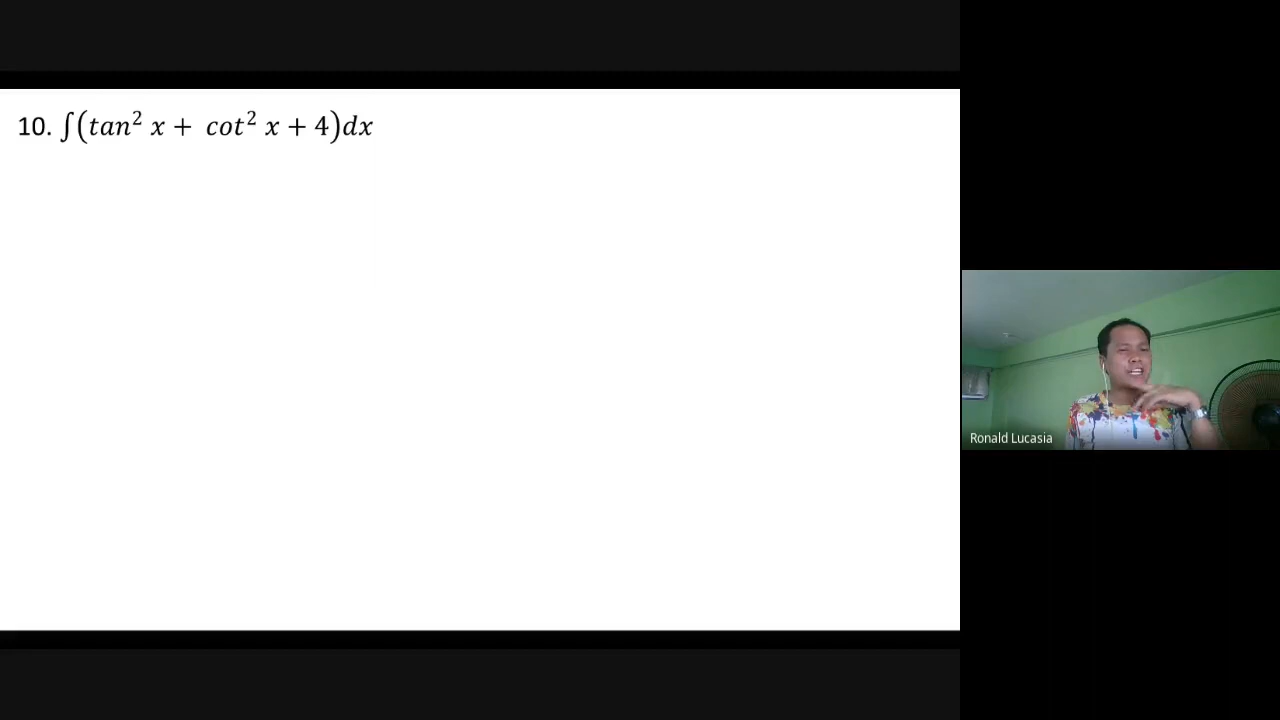 10. ∫(tan² x + cot² x + 4)dx
Ronald Lucasia